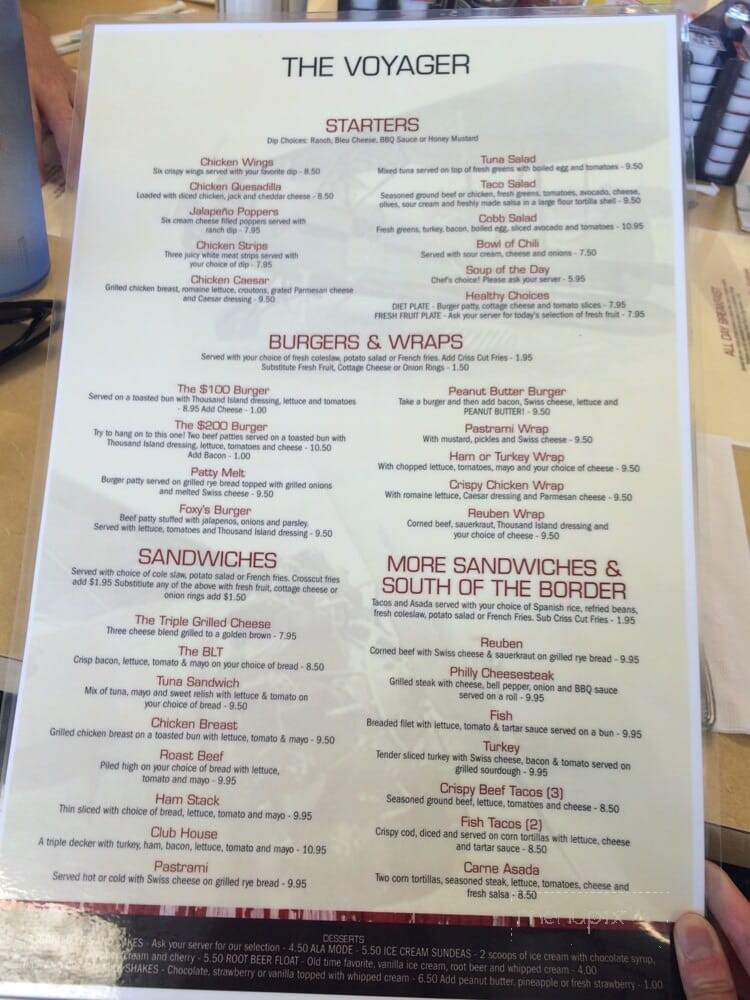 THE VOYAGER
STARTERS
Dip Choices: Ranch, Bleu Cheese, BBQ Sauce or Honey Mustard
Chicken Wings
Six crispy wings served with your favorite dip - 8.50
Chicken Quesadilla
Loaded with diced chicken, jack and cheddar cheese - 8.50
Jalapeño Poppers
Six cream cheese filled poppers served with
ranch dip - 7.95
Chicken Strips
Three juicy white meat strips served with
your choice of dip - 7.95
Chicken Caesar
Grilled chicken breast, romaine lettuce, croutons, grated Parmesan cheese
and Caesar dressing - 9.50
Tuna Salad
Mixed tuna served on top of fresh greens with boiled egg and tomatoes - 9.50
Taco Salad
Seasoned ground beef or chicken, fresh greens, tomatoes, avocado, cheese,
olives, sour cream and freshly made salsa in a large flour tortilla shell - 9.50
Cobb Salad
Fresh greens, turkey, bacon, boiled egg, sliced avocado and tomatoes - 10.95
Bowl of Chili
Served with sour cream, cheese and onions - 7.50
Soup of the Day
Chef's choice! Please ask your server - 5.95
Healthy Choices
DIET PLATE - Burger patty, cottage cheese and tomato slices - 7.95
FRESH FRUIT PLATE - Ask your server for today's selection of fresh fruit - 7.95
BURGERS & WRAPS
Served with your choice of fresh coleslaw, potato salad or French fries. Add Criss Cut Fries - 1.95
Substitute Fresh Fruit, Cottage Cheese or Onion Rings - 1.50
The $100 Burger
Served on a toasted bun with Thousand Island dressing, lettuce and tomatoes
- 8.95 Add Cheese - 1.00
The $200 Burger
Try to hang on to this one! Two beef patties served on a toasted bun with
Thousand Island dressing, lettuce, tomatoes and cheese - 10.50
Add Bacon - 1.00
Patty Melt
Burger patty served on grilled rye bread topped with grilled onions
and melted Swiss cheese - 9.50
Foxy's Burger
Beef patty stuffed with jalapenos, onions and parsley.
Served with lettuce, tomatoes and Thousand Island dressing - 9.50
Peanut Butter Burger
Take a burger and then add bacon, Swiss cheese, lettuce and
PEANUT BUTTER! - 9.50
Pastrami Wrap
With mustard, pickles and Swiss cheese - 9.50
Ham or Turkey Wrap
With chopped lettuce, tomatoes, mayo and your choice of cheese - 9.50
Crispy Chicken Wrap
With romaine lettuce, Caesar dressing and Parmesan cheese - 9.50
Reuben Wrap
Corned beef, sauerkraut, Thousand Island dressing and
your choice of cheese - 9.50
SANDWICHES
Served with choice of cole slaw, potato salad or French fries. Crosscut fries
add $1.95 Substitute any of the above with fresh fruit, cottage cheese or
onion rings add $1.50
The Triple Grilled Cheese
Three cheese blend grilled to a golden brown - 7.95
The BLT
Crisp bacon, lettuce, tomato & mayo on your choice of bread - 8.50
Tuna Sandwich
Mix of tuna, mayo and sweet relish with lettuce & tomato on
your choice of bread - 9.50
Chicken Breast
Grilled chicken breast on a toasted bun with lettuce, tomato & mayo - 9.50
Roast Beef
Piled high on your choice of bread with lettuce,
tomato and mayo - 9.95
Ham Stack
Thin sliced with choice of bread, lettuce, tomato and mayo - 9.95
Club House
A triple decker with turkey, ham, bacon, lettuce, tomato and mayo - 10.95
Pastrami
Served hot or cold with Swiss cheese on grilled rye bread - 9.95
MORE SANDWICHES &
SOUTH OF THE BORDER
Tacos and Asada served with your choice of Spanish rice, refried beans,
fresh coleslaw, potato salad or French Fries. Sub Criss Cut Fries - 1.95
Reuben
Corned beef with Swiss cheese & sauerkraut on grilled rye bread - 9.95
Philly Cheesesteak
Grilled steak with cheese, bell pepper, onion and BBQ sauce
served on a roll - 9.95
Fish
Breaded filet with lettuce, tomato & tartar sauce served on a bun - 9.95
Turkey
Tender sliced turkey with Swiss cheese, bacon & tomato served on
grilled sourdough - 9.95
Crispy Beef Tacos (3)
Seasoned ground beef, lettuce, tomatoes and cheese - 8.50
Fish Tacos (2)
Crispy cod, diced and served on corn tortillas with lettuce, cheese
and tartar sauce - 8.50
Carne Asada
Two corn tortillas, seasoned steak, lettuce, tomatoes, cheese and
fresh salsa - 8.50
menupix
DESSERTS
- Ask your server for our selection - 4.50 ALA MODE - 5.50 ICE CREAM SUNDEAS - 2 scoops of ice cream with chocolate syrup,
cream and cherry - 5.50 ROOT BEER FLOAT - Old time favorite, vanilla ice cream, root beer and whipped cream - 4.00
SHAKES - Chocolate, strawberry or vanilla topped with whipped cream - 6.50 Add peanut butter, pineapple or fresh strawberry - 1.00
ALL DAY BREAKFAST